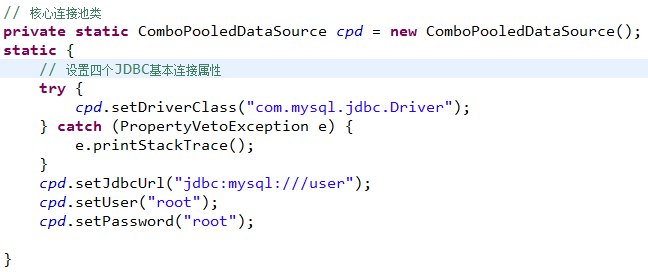 // 核心连接池类
private static ComboPooledDataSource cpd = new ComboPooledDataSource();
static {
// 设置四个JDBC基本连接属性
try {
cpd.setDriverClass("com.mysql.jdbc.Driver");
} catch (PropertyVetoException e) {
e.printStackTrace();
}
cpd.setJdbcUrl("jdbc:mysql:///user");
cpd.setUser("root");
cpd.setPassword("root");
}